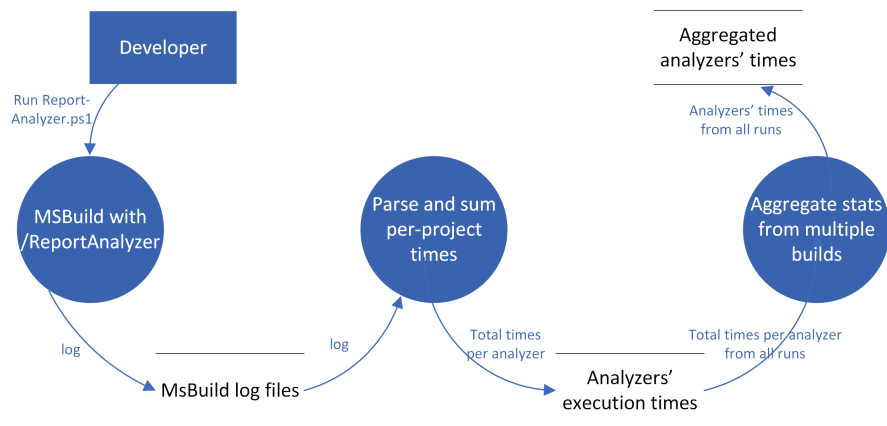 Developer
Run Report-
Analyzer.ps1
MSBuild with
/ReportAnalyzer
log
MsBuild log files
log
Parse and sum
per-project
times
Total times
per analyzer
Analyzers’
execution times
Total times per analyzer
from all runs
Aggregate stats
from multiple
builds
Analyzers’ times
from all runs
Aggregated
analyzers’ times